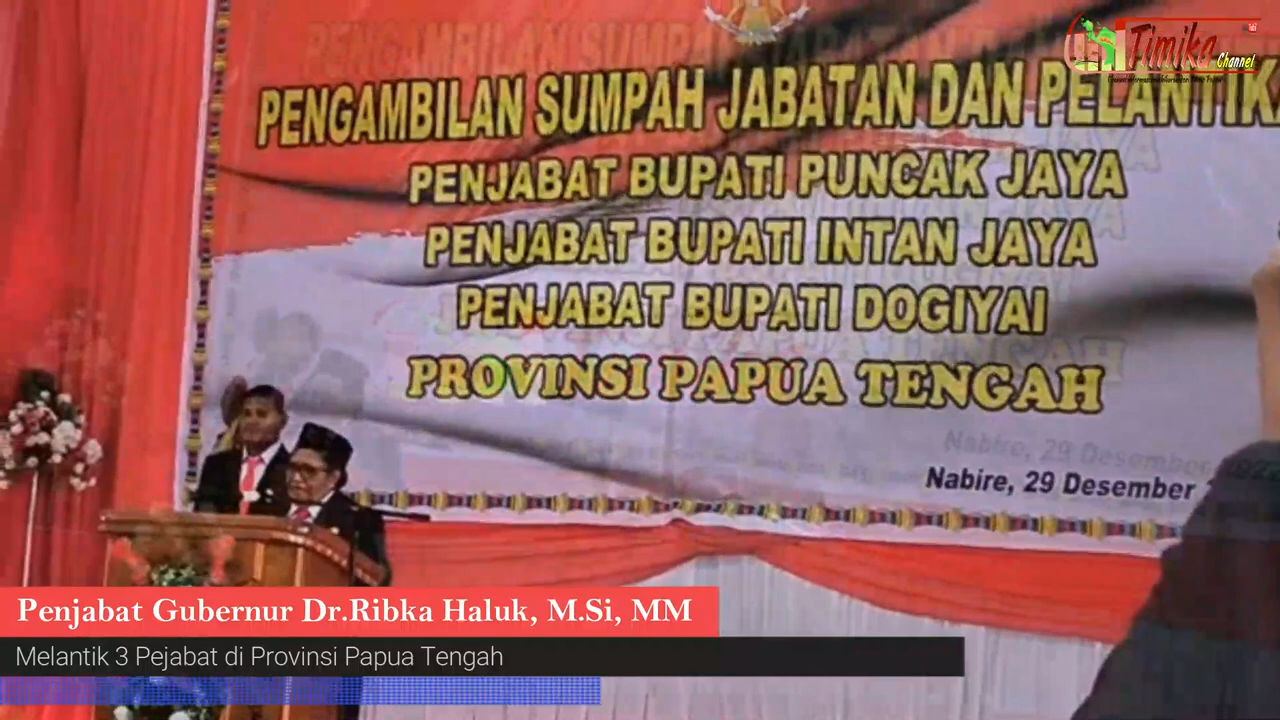 Timika
Channel
PENGAMBILAN SUMPAH JABATAN DAN PELANTIKA
PENJABAT BUPATI PUNCAK JAYA
PENJABAT BUPATI INTAN JAYA
PENJABAT BUPATI DOGIYAI
PROVINSI PAPUA TENGAH
Nabire, 29 Desember
Penjabat Gubernur Dr.Ribka Haluk, M.Si, MM
Melantik 3 Pejabat di Provinsi Papua Tengah